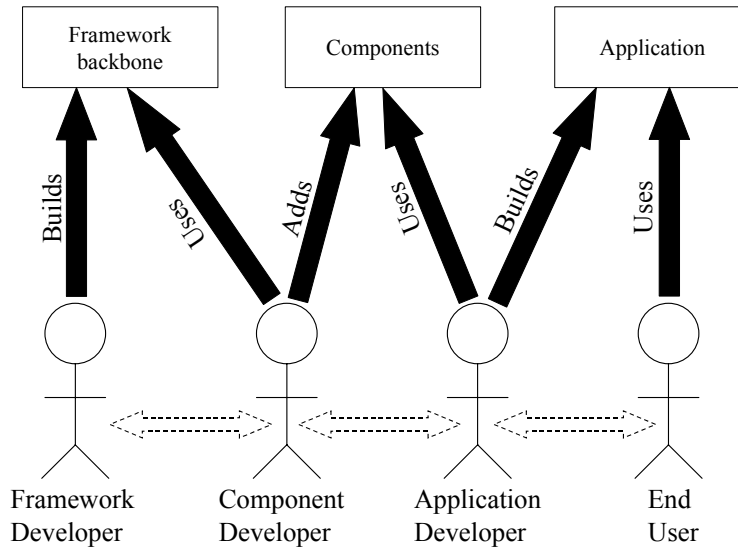 Framework
backbone
Components
Application
Builds
Uses
Adds
Uses
Builds
Uses
Framework
Developer
Component
Developer
Application
Developer
End
User